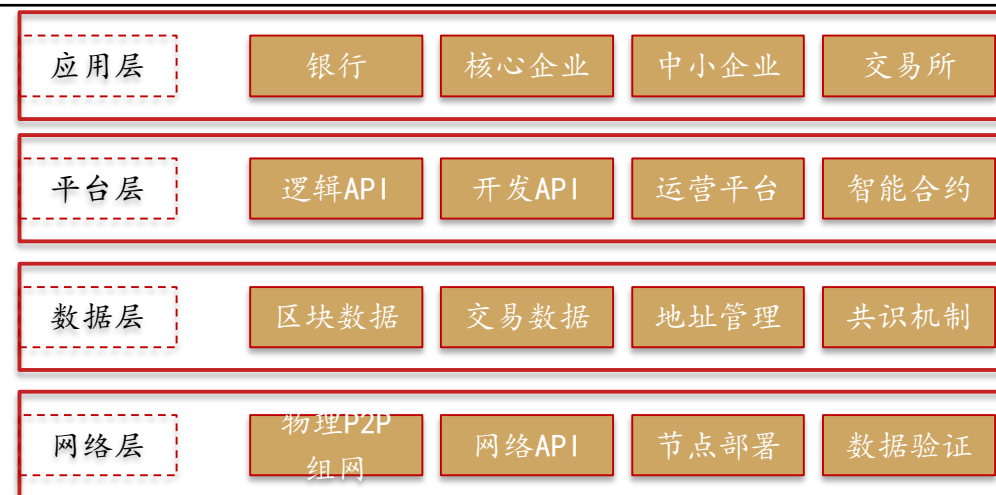 应用层 银行 核心企业 中小企业 交易所
平台层 逻辑API 开发API 运营平台 智能合约
数据层 区块数据 交易数据 地址管理 共识机制
网络层 物理P2P组网 网络API 节点部署 数据验证